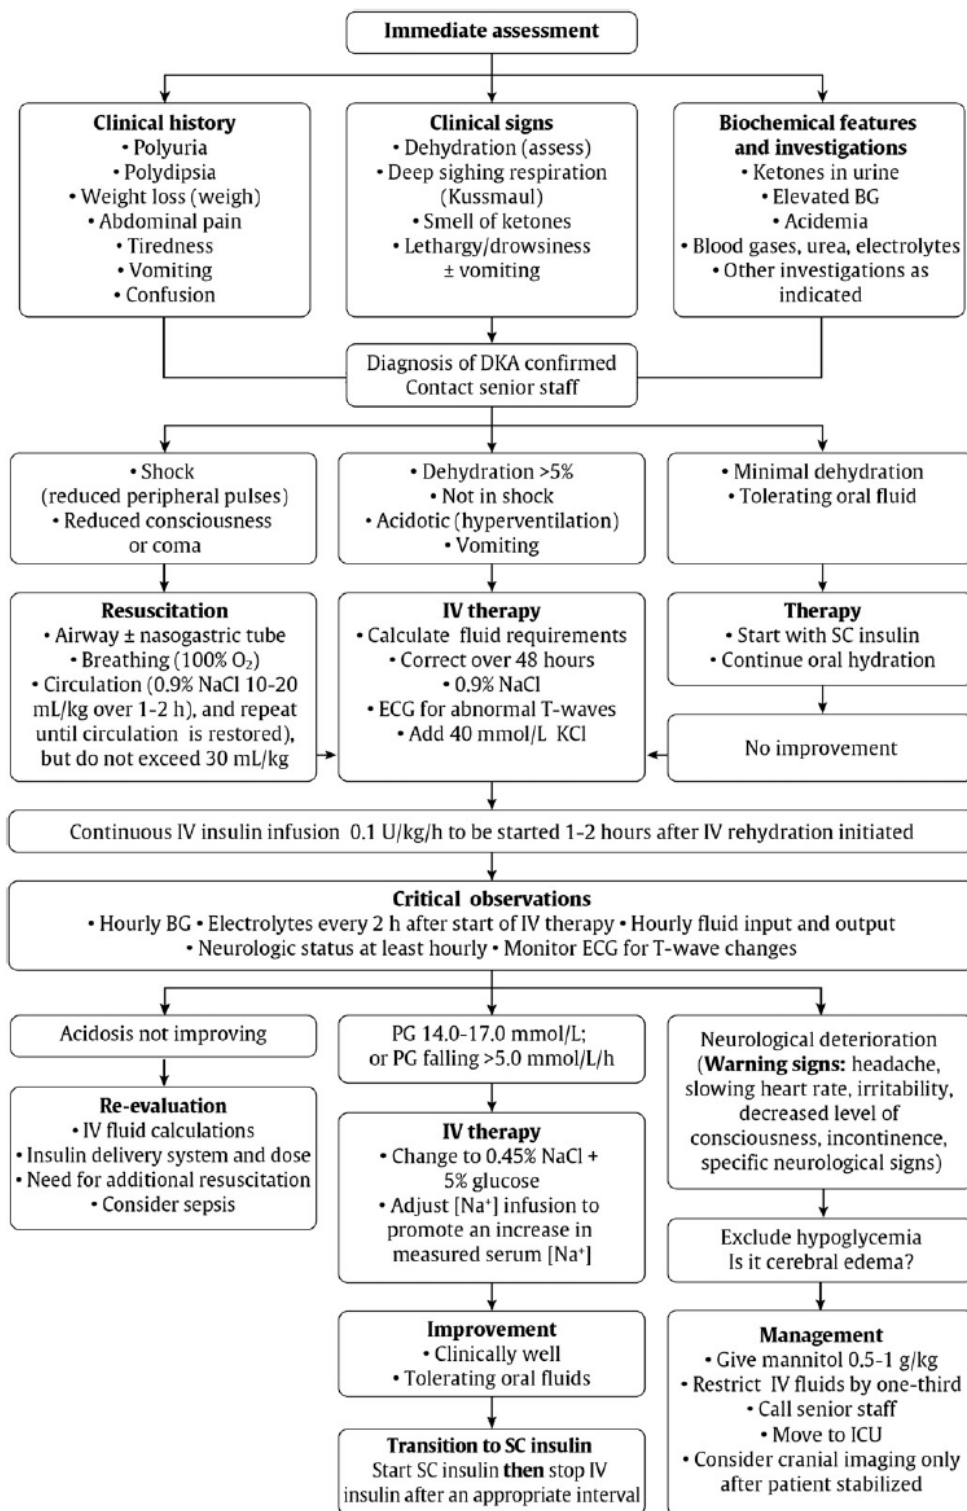 Immediate assessment
Clinical history
• Polyuria
• Polydipsia
• Weight loss (weigh)
• Abdominal pain
• Tiredness
• Vomiting
• Confusion
Clinical signs
• Dehydration (assess)
• Deep sighing respiration
(Kussmaul)
• Smell of ketones
• Lethargy/drowsiness
± vomiting
Biochemical features
and investigations
• Ketones in urine
• Elevated BG
• Acidemia
• Blood gases, urea, electrolytes
• Other investigations as
indicated
Diagnosis of DKA confirmed
Contact senior staff
• Shock
(reduced peripheral pulses)
• Reduced consciousness
or coma
• Dehydration >5%
• Not in shock
• Acidotic (hyperventilation)
• Vomiting
• Minimal dehydration
• Tolerating oral fluid
Resuscitation
• Airway ± nasogastric tube
• Breathing (100% O₂)
• Circulation (0.9% NaCl 10-20
mL/kg over 1-2 h), and repeat
until circulation is restored),
but do not exceed 30 mL/kg
IV therapy
• Calculate fluid requirements
• Correct over 48 hours
• 0.9% NaCl
• ECG for abnormal T-waves
• Add 40 mmol/L KCl
Therapy
• Start with SC insulin
• Continue oral hydration
No improvement
Continuous IV insulin infusion 0.1 U/kg/h to be started 1-2 hours after IV rehydration initiated
Critical observations
• Hourly BG • Electrolytes every 2 h after start of IV therapy • Hourly fluid input and output
• Neurologic status at least hourly • Monitor ECG for T-wave changes
Acidosis not improving
Re-evaluation
• IV fluid calculations
• Insulin delivery system and dose
• Need for additional resuscitation
• Consider sepsis
PG 14.0-17.0 mmol/L;
or PG falling >5.0 mmol/L/h
IV therapy
• Change to 0.45% NaCl +
5% glucose
• Adjust [Na⁺] infusion to
promote an increase in
measured serum [Na⁺]
Improvement
• Clinically well
• Tolerating oral fluids
Transition to SC insulin
Start SC insulin then stop IV
insulin after an appropriate interval
Neurological deterioration
(Warning signs: headache,
slowing heart rate, irritability,
decreased level of
consciousness, incontinence,
specific neurological signs)
Exclude hypoglycemia
Is it cerebral edema?
Management
• Give mannitol 0.5-1 g/kg
• Restrict IV fluids by one-third
• Call senior staff
• Move to ICU
• Consider cranial imaging only
after patient stabilized